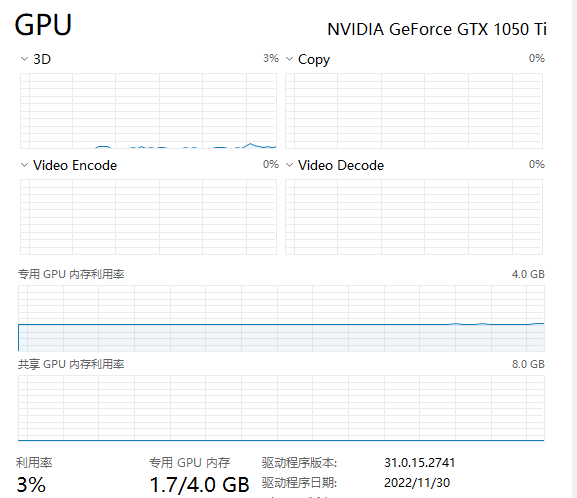 GPU NVIDIA GeForce GTX 1050 Ti
3D 3% Copy 0%
Video Encode 0% Video Decode 0%
专用 GPU 内存利用率 4.0 GB
共享 GPU 内存利用率 8.0 GB
利用率 专用 GPU 内存 驱动程序版本: 31.0.15.2741
3% 1.7/4.0 GB 驱动程序日期: 2022/11/30